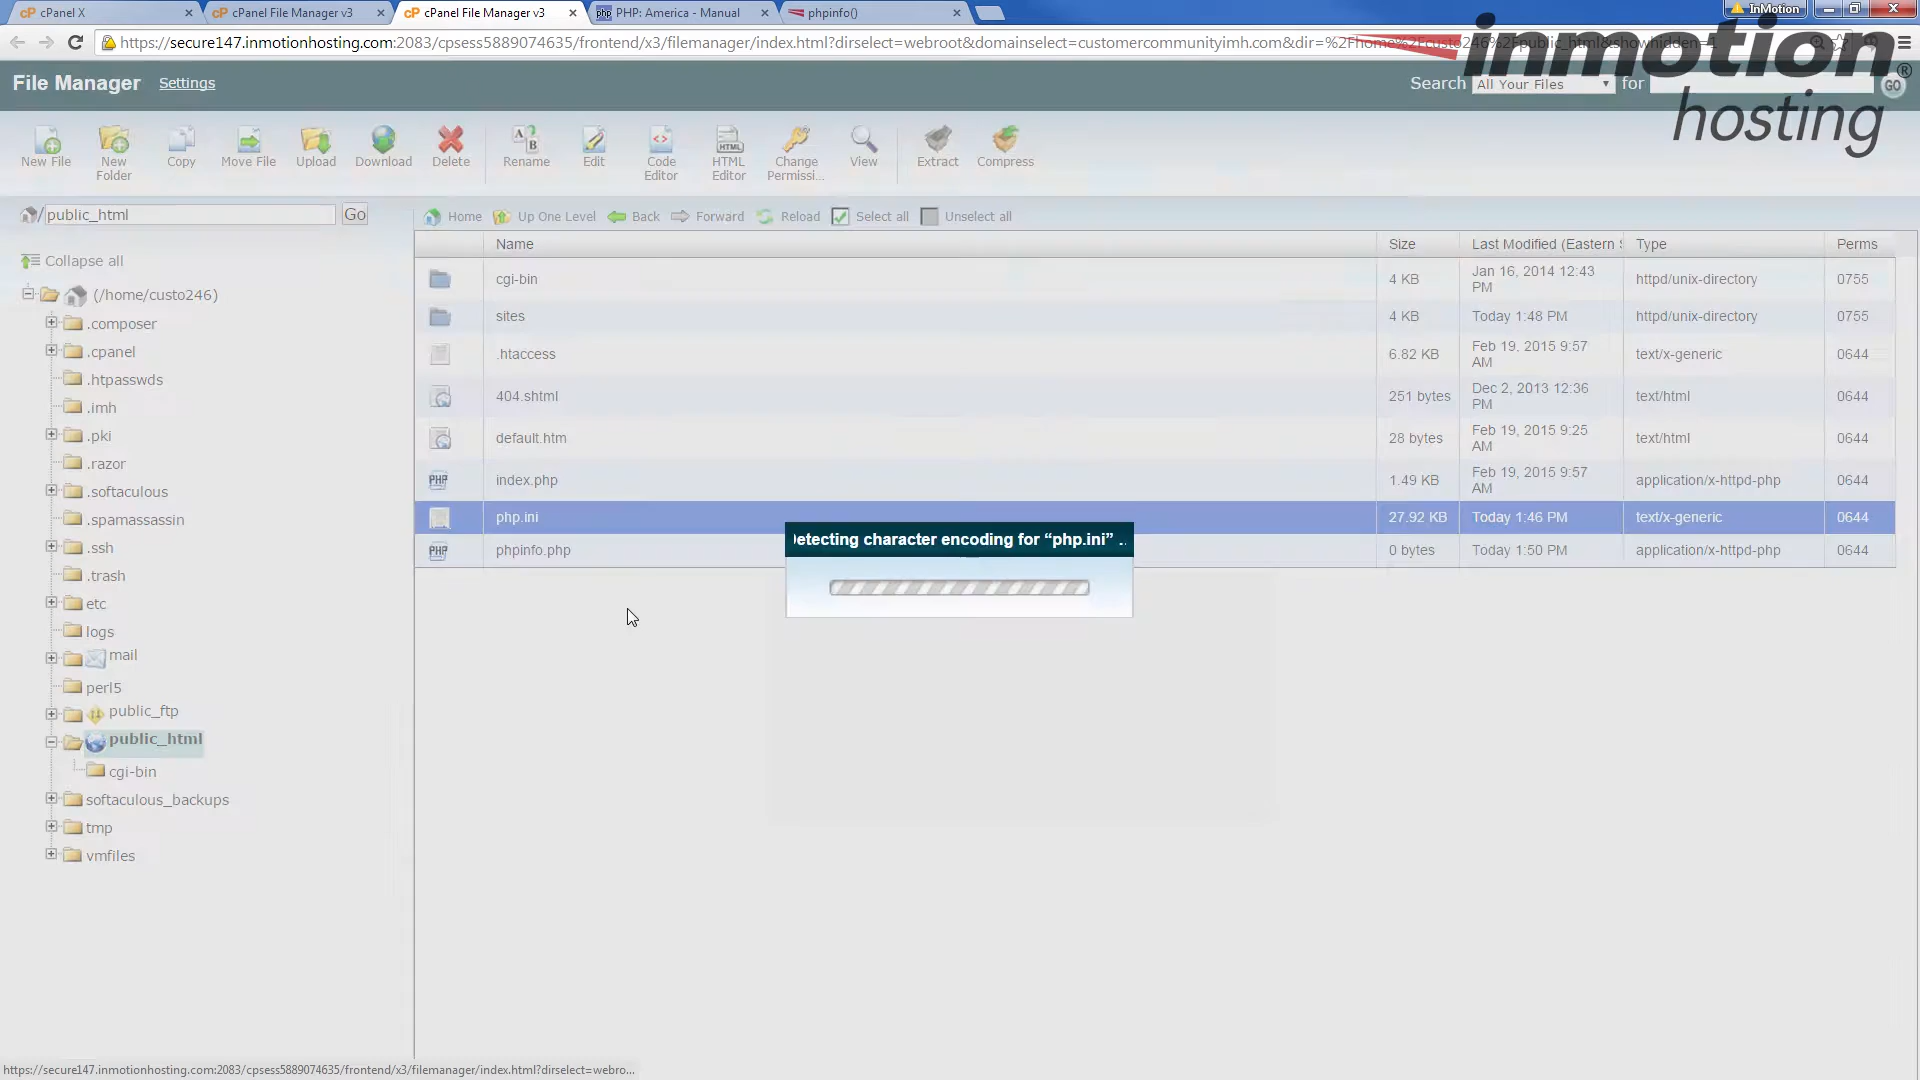 cPanel X
cPanel File Manager v3
cPanel File Manager v3
PHP: America - Manual
phpinfo()
InMotion
https://secure147.inmotionhosting.com:2083/cpsess5889074635/frontend/x3/filemanager/index.html?dirselect=webroot&domainselect=customercommunityimh.com&dir=%2Fhome%2Fcusto246%2Fpublic_html&showhidden=1
inmotion®
hosting
File Manager Settings
Search All Your Files for GO
New File
New Folder
Copy
Move File
Upload
Download
Delete
Rename
Edit
Code Editor
HTML Editor
Change Permissi...
View
Extract
Compress
/ public_html Go
Home Up One Level Back Forward Reload Select all Unselect all
Collapse all
(/home/custo246)
.composer
.cpanel
.htpasswds
.imh
.pki
.razor
.softaculous
.spamassassin
.ssh
.trash
etc
logs
mail
perl5
public_ftp
public_html
cgi-bin
softaculous_backups
tmp
vmfiles
Name Size Last Modified (Eastern Type Perms
cgi-bin 4 KB Jan 16, 2014 12:43 PM httpd/unix-directory 0755
sites 4 KB Today 1:48 PM httpd/unix-directory 0755
.htaccess 6.82 KB Feb 19, 2015 9:57 AM text/x-generic 0644
404.shtml 251 bytes Dec 2, 2013 12:36 PM text/html 0644
default.htm 28 bytes Feb 19, 2015 9:25 AM text/html 0644
index.php 1.49 KB Feb 19, 2015 9:57 AM application/x-httpd-php 0644
php.ini 27.92 KB Today 1:46 PM text/x-generic 0644
phpinfo.php 0 bytes Today 1:50 PM application/x-httpd-php 0644
etecting character encoding for “php.ini” ..
https://secure147.inmotionhosting.com:2083/cpsess5889074635/frontend/x3/filemanager/index.html?dirselect=webro...